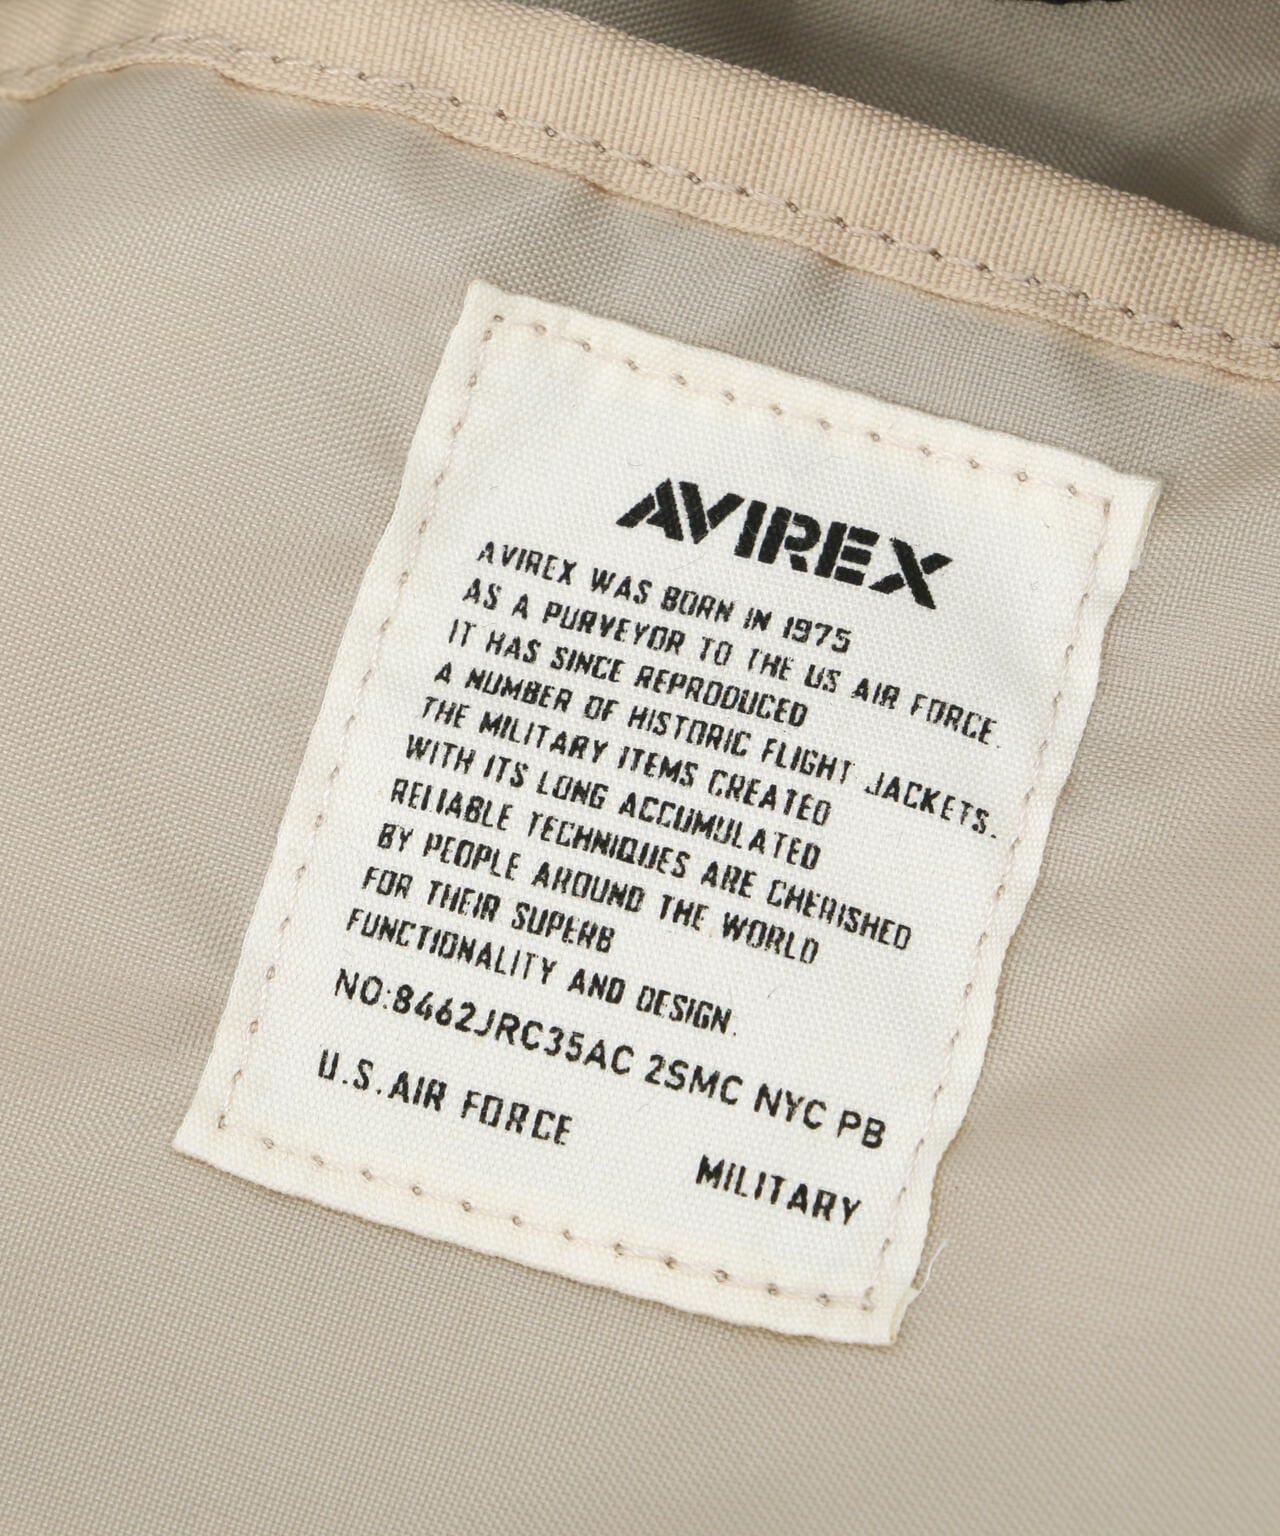 AVIREX
AVIREX WAS BORN IN 1975
AS A PURVEYOR TO THE US AIR FORCE.
IT HAS SINCE REPRODUCED
A NUMBER OF HISTORIC FLIGHT JACKETS.
THE MILITARY ITEMS CREATED
WITH ITS LONG ACCUMULATED
RELIABLE TECHNIQUES ARE CHERISHED
BY PEOPLE AROUND THE WORLD
FOR THEIR SUPERB
FUNCTIONALITY AND DESIGN.
NO:8462JRC35AC 2SMC NYC PB
U.S.AIR FORCE
MILITARY